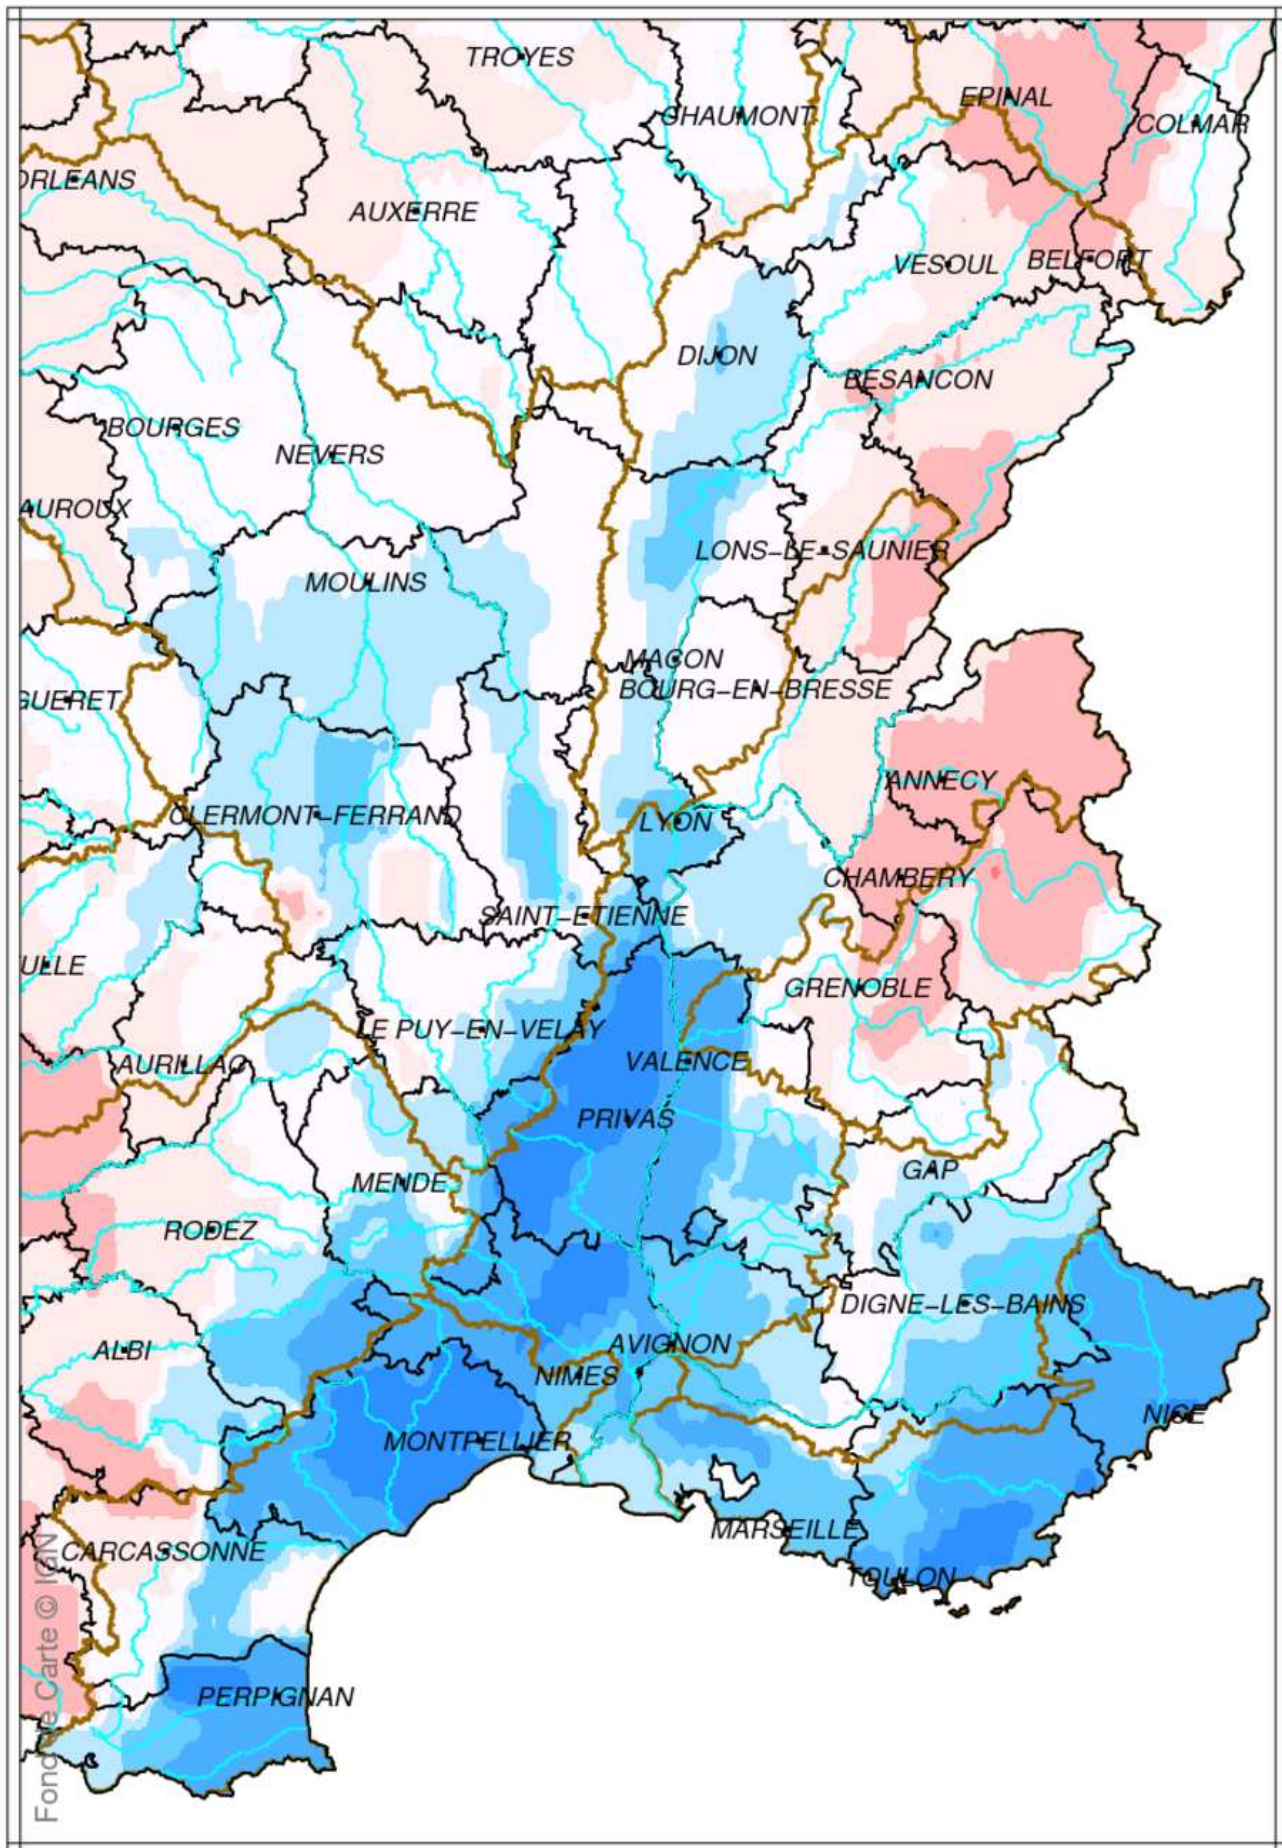 TROYES
EPINAL
CHAUMONT
COLMAR
ORLEANS
AUXERRE
VESOUL
BELFORT
DIJON
BESANCON
BOURGES
NEVERS
AUROUX
LONS-LE-SAUNIER
MOULINS
MACON
BOURG-EN-BRESSE
GUERET
ANNECY
CLERMONT-FERRAND
LYON
CHAMBERY
SAINT-ETIENNE
ULLE
GRENOBLE
LE PUY-EN-VELAY
AURILLAC
VALENCE
PRIVAS
GAP
MENDE
RODEZ
DIGNE-LES-BAINS
ALBI
AVIGNON
NIMES
NICE
MONTPELLIER
MARSEILLE
CARCASSONNE
TOULON
PERPIGNAN
Fond de Carte © IGN